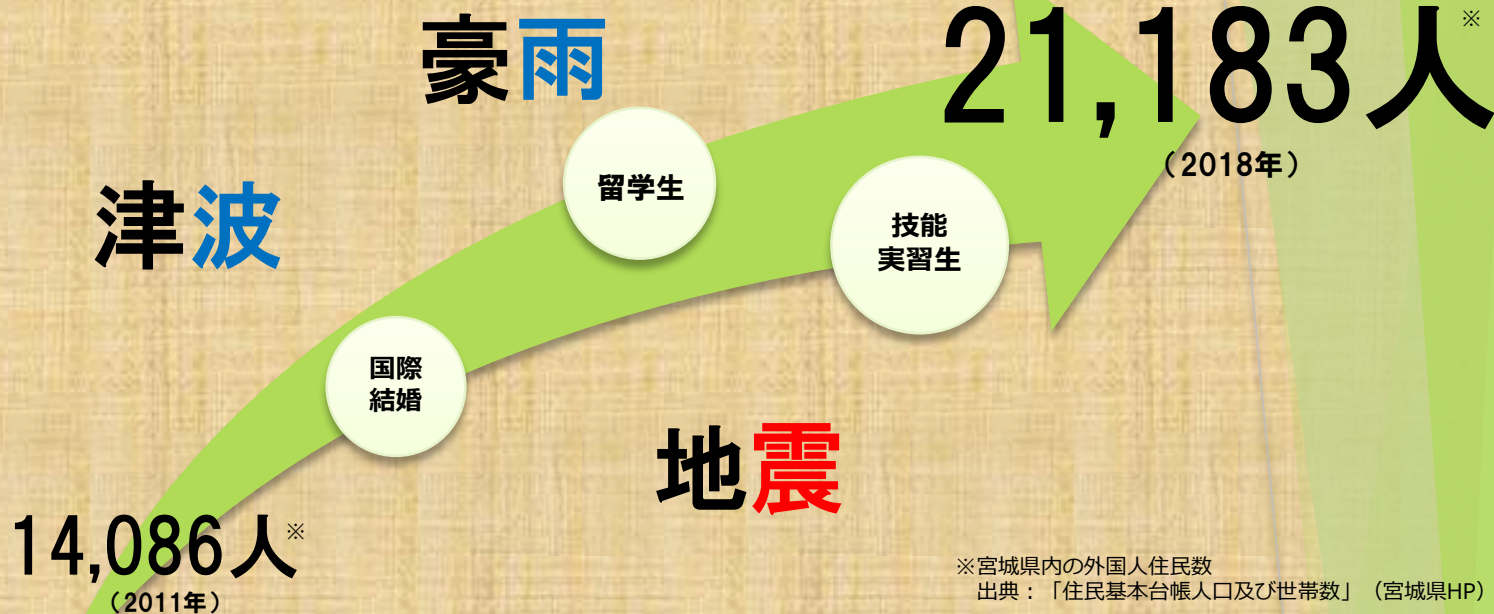 21,183人※
(2018年)
豪雨
留学生
津波
技能
実習生
国際
結婚
地震
14,086人※
(2011年)
※宮城県内の外国人住民数
出典：「住民基本台帳人口及び世帯数」（宮城県HP）